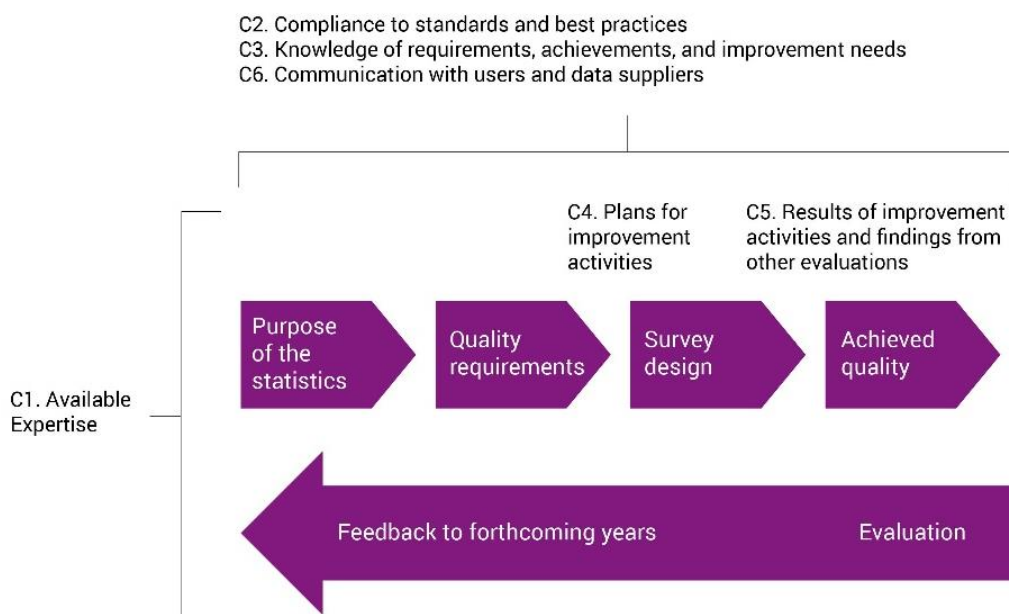 C2. Compliance to standards and best practices
C3. Knowledge of requirements, achievements, and improvement needs
C6. Communication with users and data suppliers
C4. Plans for
improvement
activities
C5. Results of improvement
activities and findings from
other evaluations
Purpose
of the
statistics
Quality
requirements
Survey
design
Achieved
quality
C1. Available
Expertise
Feedback to forthcoming years
Evaluation